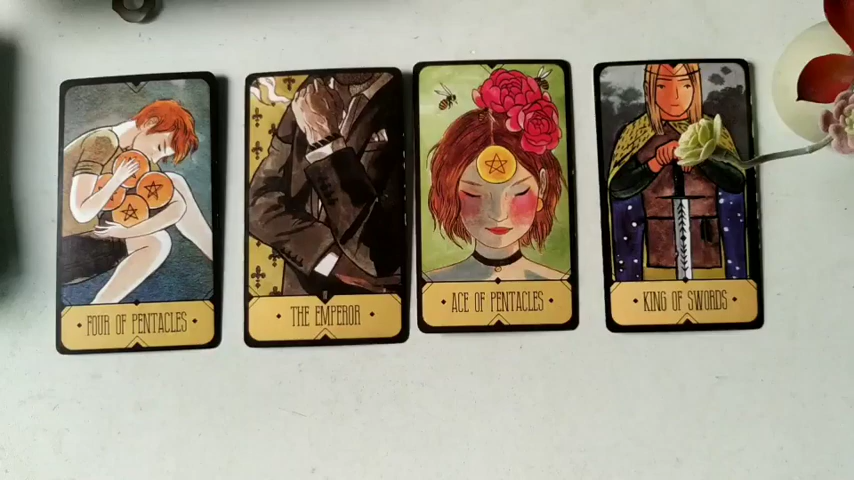 FOUR OF PENTACLES
THE EMPEROR
ACE OF PENTACLES
KING OF SWORDS